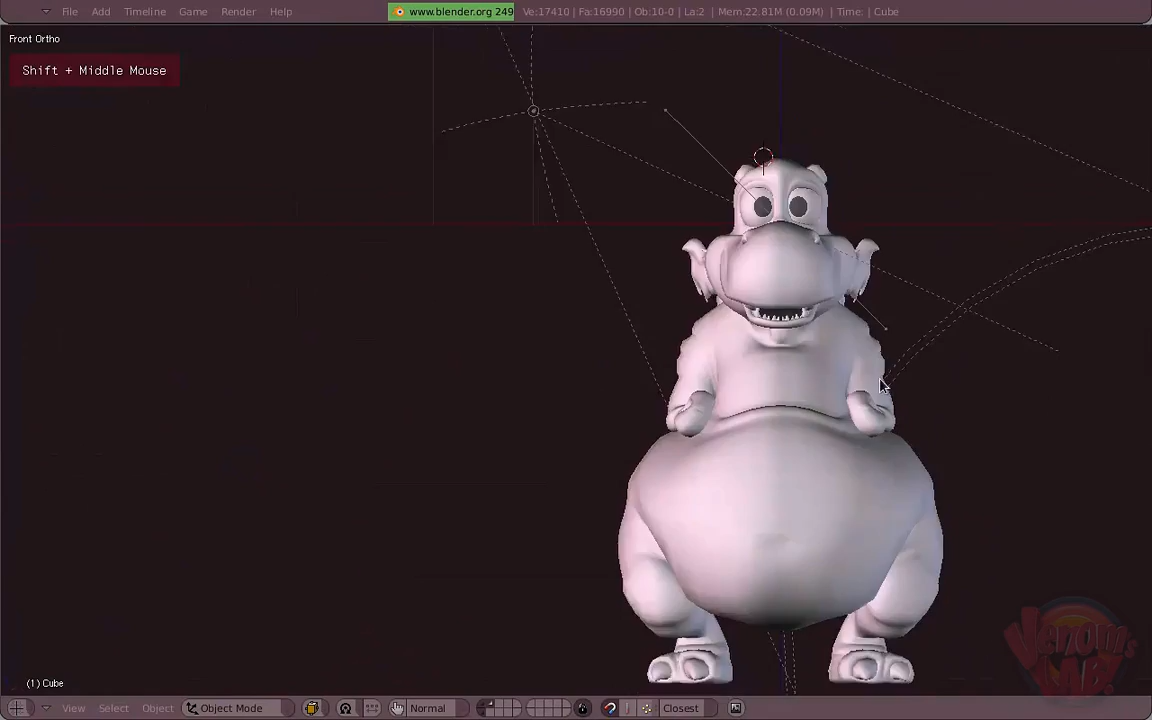 File Add Timeline Game Render Help www.blender.org 249 Ve:17410 | Fa:16990 | Ob:10-0 | La:2 | Mem:22.81M (0.09M) | Time: | Cube
Front Ortho
Shift + Middle Mouse
Venom's
LAB.
(1) Cube
View Select Object Object Mode Normal Closest